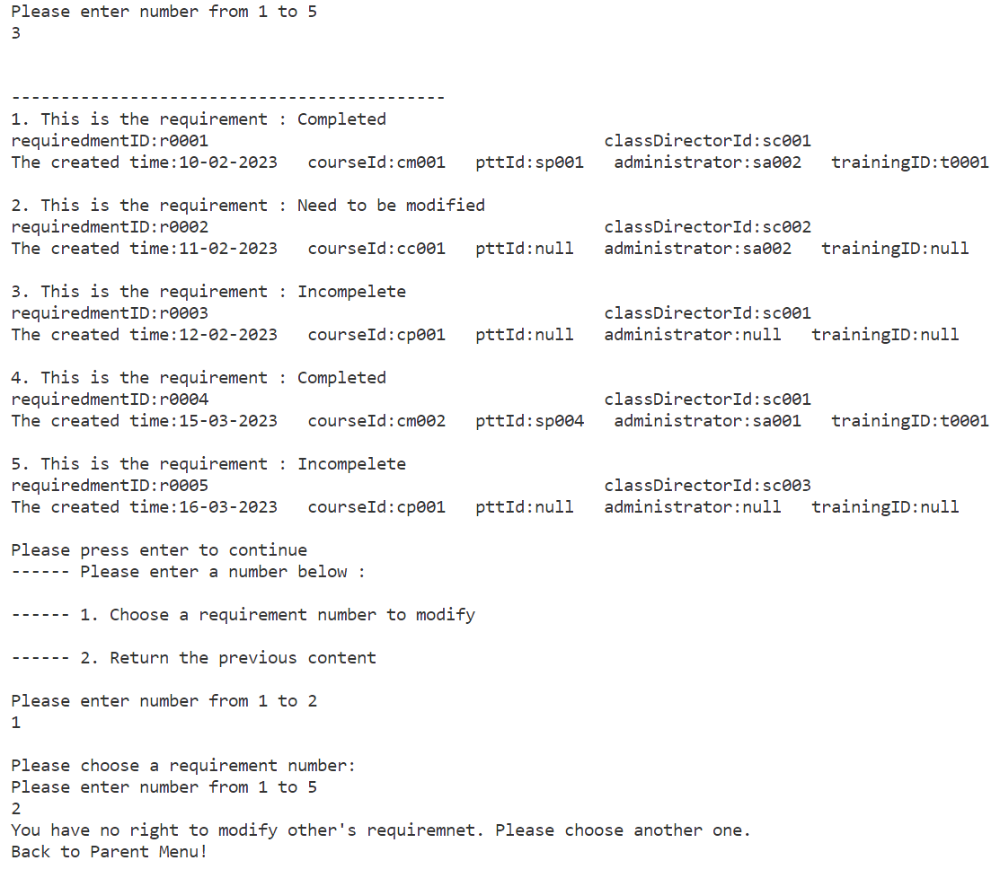 Please enter number from 1 to 5
3
--------------------------------------------
1. This is the requirement : Completed
requiredmentID:r0001 classDirectorId:sc001
The created time:10-02-2023 courseId:cm001 pttId:sp001 administrator:sa002 trainingID:t0001
2. This is the requirement : Need to be modified
requiredmentID:r0002 classDirectorId:sc002
The created time:11-02-2023 courseId:cc001 pttId:null administrator:sa002 trainingID:null
3. This is the requirement : Incompelete
requiredmentID:r0003 classDirectorId:sc001
The created time:12-02-2023 courseId:cp001 pttId:null administrator:null trainingID:null
4. This is the requirement : Completed
requiredmentID:r0004 classDirectorId:sc001
The created time:15-03-2023 courseId:cm002 pttId:sp004 administrator:sa001 trainingID:t0001
5. This is the requirement : Incompelete
requiredmentID:r0005 classDirectorId:sc003
The created time:16-03-2023 courseId:cp001 pttId:null administrator:null trainingID:null
Please press enter to continue
------ Please enter a number below :
------ 1. Choose a requirement number to modify
------ 2. Return the previous content
Please enter number from 1 to 2
1
Please choose a requirement number:
Please enter number from 1 to 5
2
You have no right to modify other's requiremnet. Please choose another one.
Back to Parent Menu!